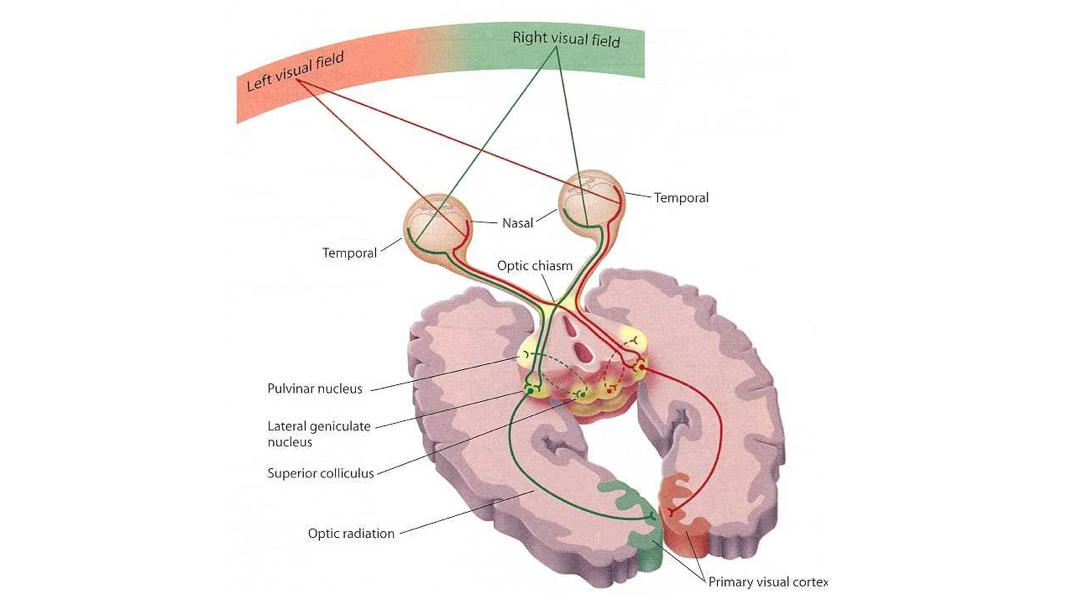 Left visual field
Right visual field
Temporal
Nasal
Temporal
Optic chiasm
Pulvinar nucleus
Lateral geniculate
nucleus
Superior colliculus
Optic radiation
Primary visual cortex